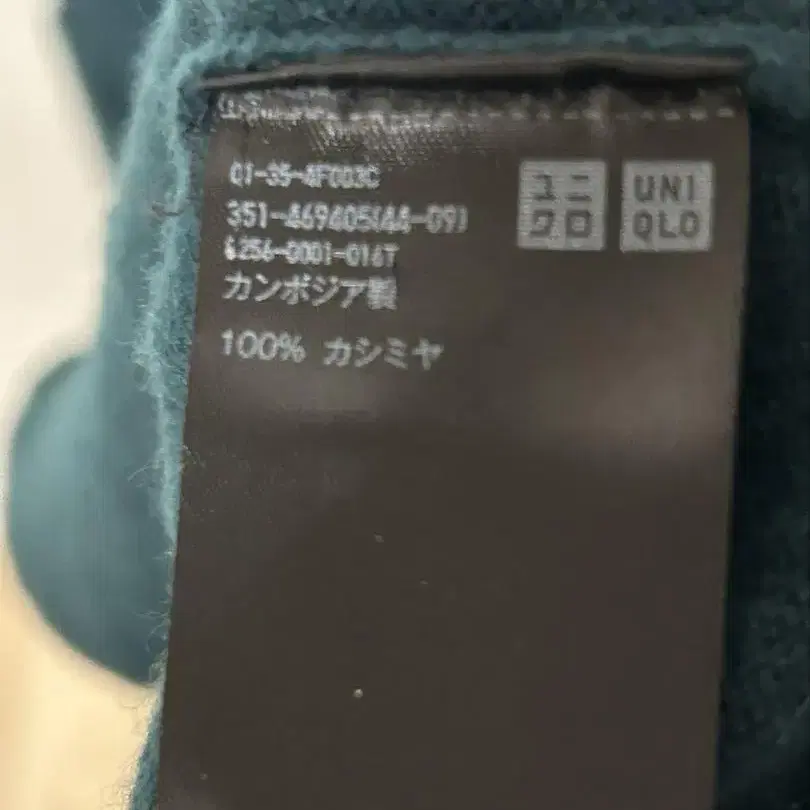 01-35-4F003C
351-469405(44-09)
6256-0001-016T
カンボジア製
100% カシミヤ
ユニ
クロ
UNI
QLO